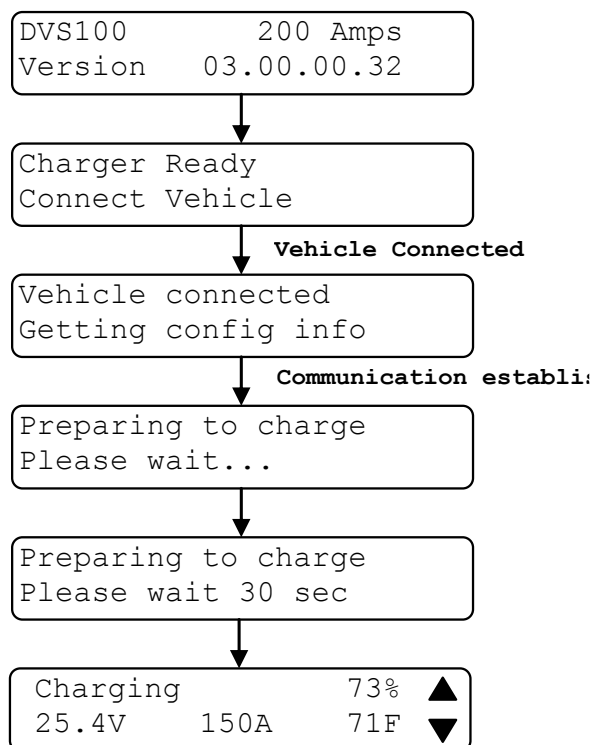 DVS100 200 Amps
Version 03.00.00.32
Charger Ready
Connect Vehicle
Vehicle Connected
Vehicle connected
Getting config info
Communication
Preparing to charge
Please wait...
Preparing to charge
Please wait 30 sec
Charging 73%
25.4V 150A 71F